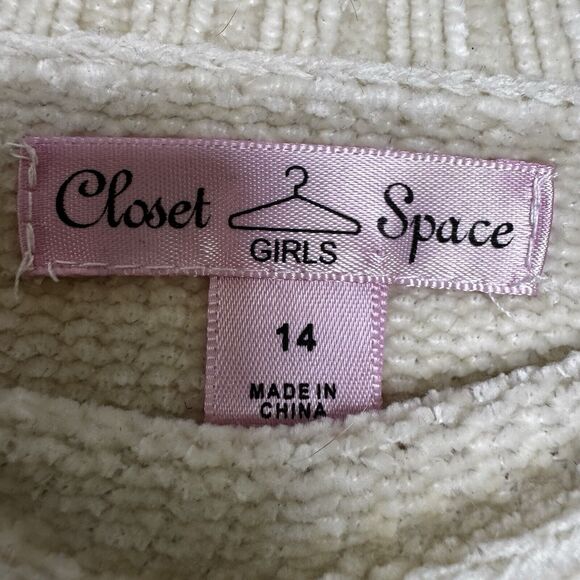 Closet Space
GIRLS
14
MADE IN
CHINA